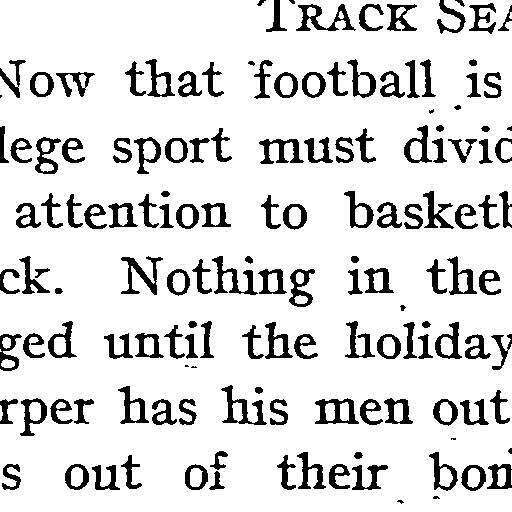 TRACK SEA
Now that football is
lege sport must divid
attention to basketb
ck. Nothing in the
ged until the holiday
rper has his men out
s out of their bon